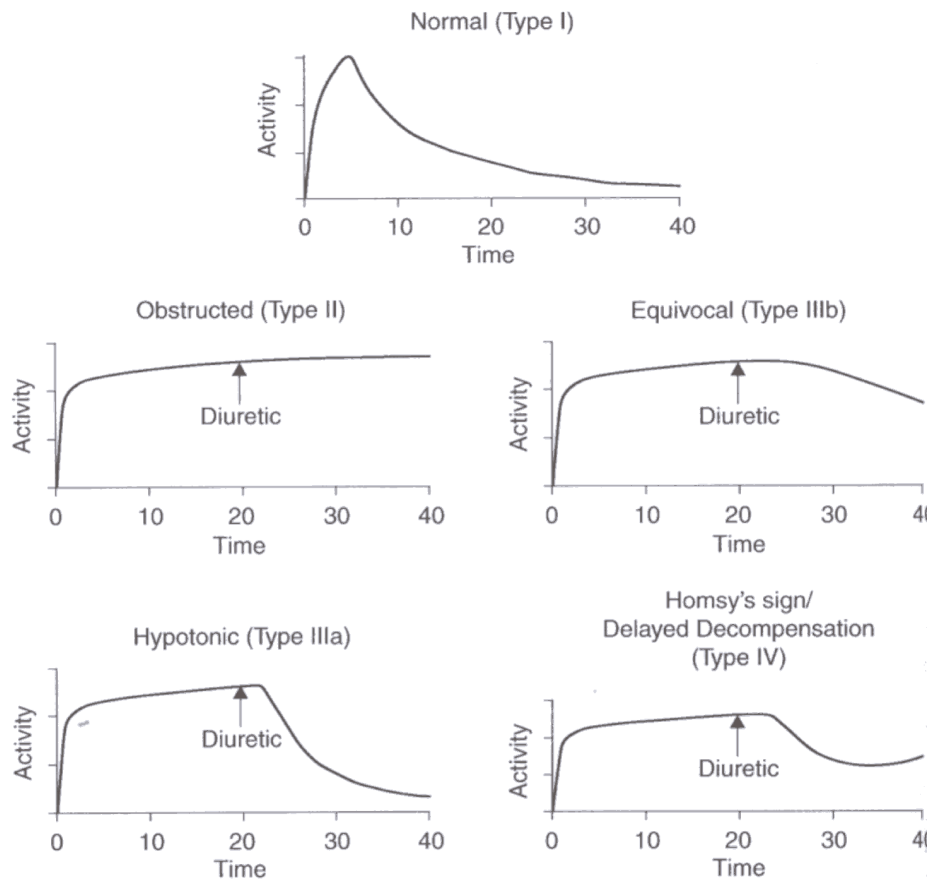 Normal (Type I)
Activity
0 10 20 30 40
Time
Obstructed (Type II)
Activity
Diuretic
0 10 20 30 40
Time
Equivocal (Type IIIb)
Activity
Diuretic
0 10 20 30 40
Time
Hypotonic (Type IIIa)
Activity
Diuretic
0 10 20 30 40
Time
Homsy's sign/
Delayed Decompensation
(Type IV)
Activity
Diuretic
0 10 20 30 40
Time